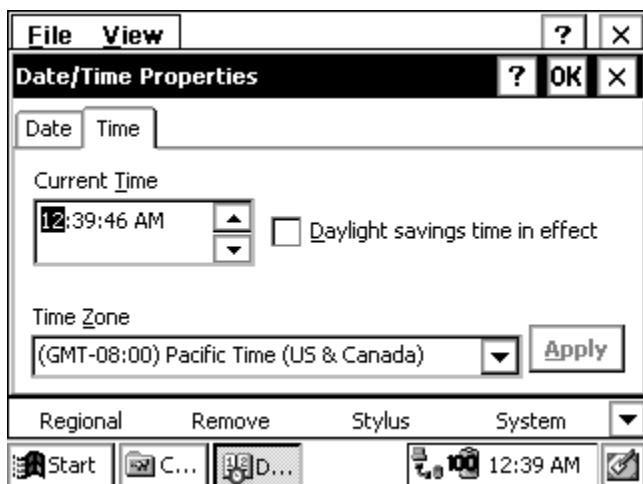 File View ? ×
Date/Time Properties ? OK ×
Date Time
Current Time
12:39:46 AM
Daylight savings time in effect
Time Zone
(GMT-08:00) Pacific Time (US & Canada)
Apply
Regional Remove Stylus System
Start C... D... 100 12:39 AM